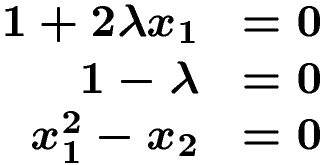 1 + 2λx₁ = 0
1 − λ = 0
x₁² − x₂ = 0